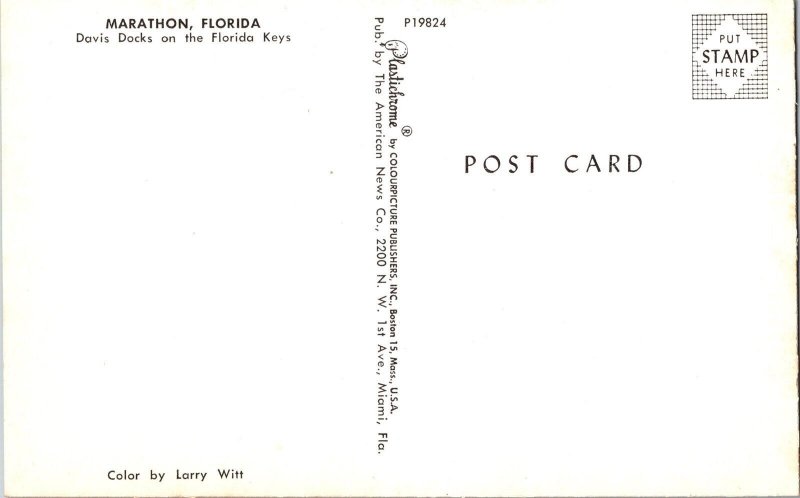 MARATHON, FLORIDA
Davis Docks on the Florida Keys
Color by Larry Witt
Pub. by The American News Co., 2200 N. W. 1st Ave., Miami, Fla.
Plastichrome® by COLOURPICTURE PUBLISHERS, INC., Boston 15, Mass., U.S.A.
P19824
PUT
STAMP
HERE
POST CARD